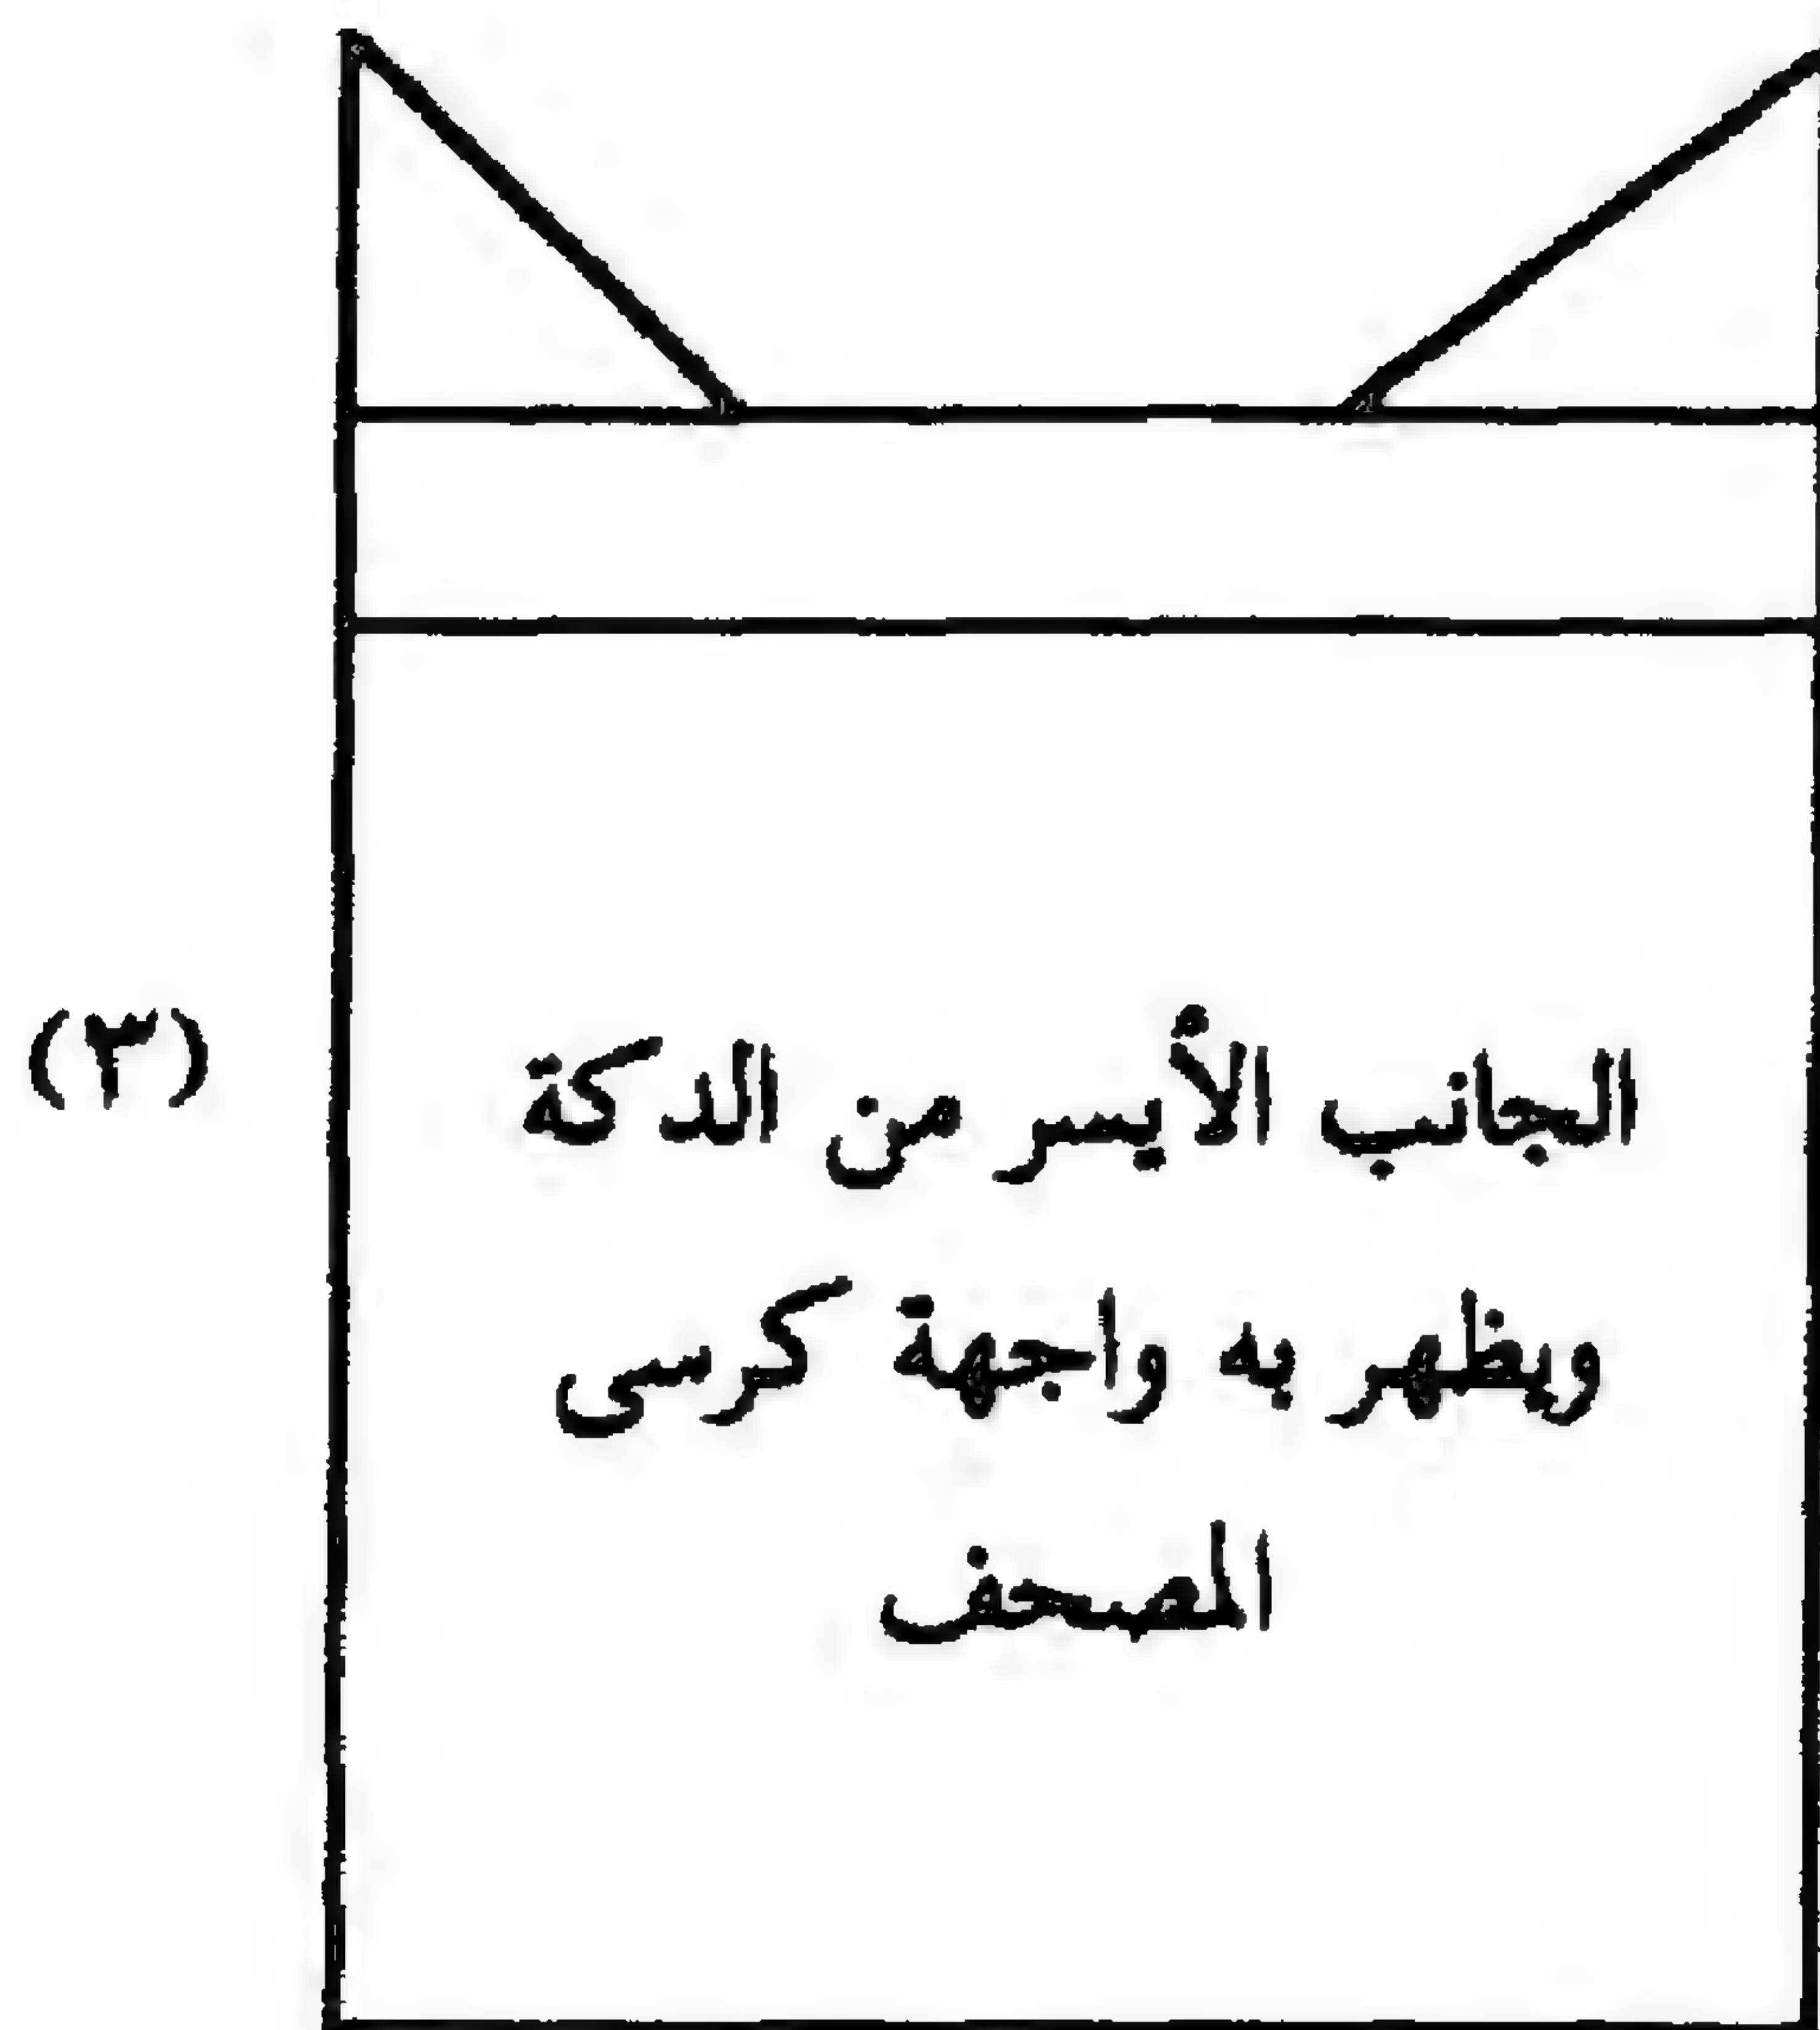 الجانب الأيسر من الدكة
ويظهر به واجهة كرسى
المصحف
(٣)